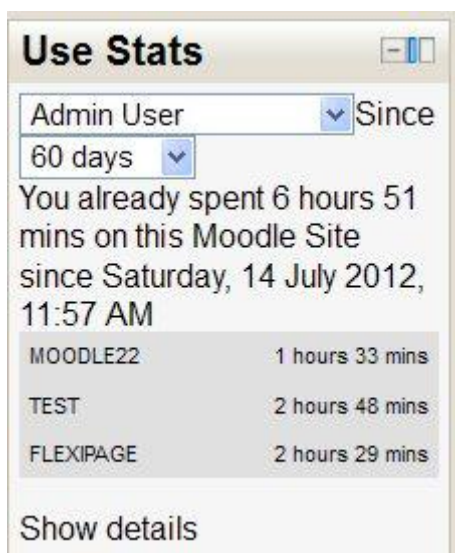 Use Stats
Admin User Since
60 days
You already spent 6 hours 51
mins on this Moodle Site
since Saturday, 14 July 2012,
11:57 AM
MOODLE22 1 hours 33 mins
TEST 2 hours 48 mins
FLEXIPAGE 2 hours 29 mins
Show details